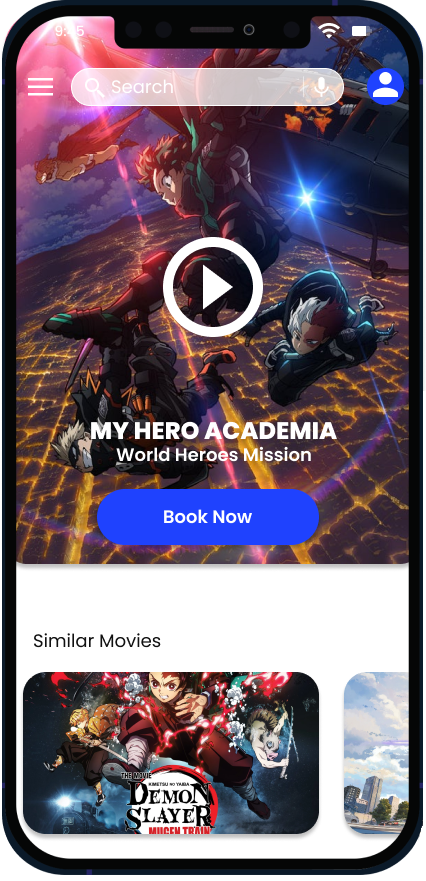 9:45
Search
MY HERO ACADEMIA
World Heroes Mission
Book Now
Similar Movies
THE MOVIE
KIMETSU NO YAIBA
DEMON
SLAYER
MUGEN TRAIN